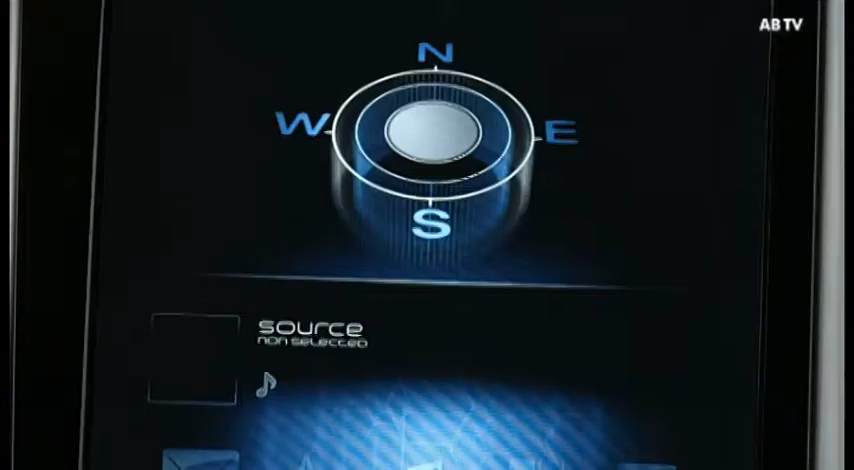 AB TV
N
W E
S
source
non selected